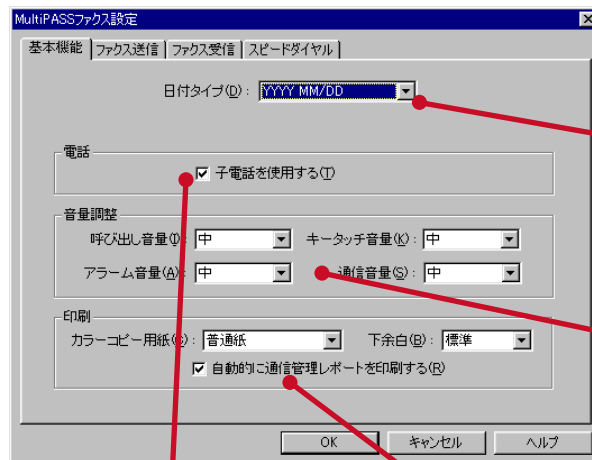 MultiPASSファクス設定
基本機能 ファクス送信 ファクス受信 スピードダイヤル
日付タイプ(D): YYYY MM/DD
電話
子電話を使用する(T)
音量調整
呼び出し音量(I): 中 キータッチ音量(K): 中
アラーム音量(A): 中 通信音量(S): 中
印刷
カラーコピー用紙(C): 普通紙 下余白(B): 標準
自動的に通信管理レポートを印刷する(R)
OK キャンセル ヘルプ